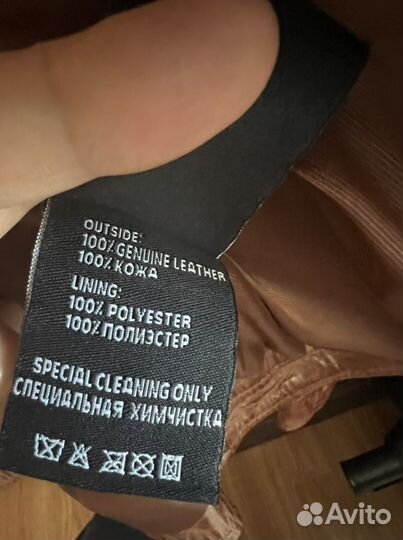 OUTSIDE:
100% GENUINE LEATHER
100% КОЖА
LINING:
100% POLYESTER
100% ПОЛИЭСТЕР
SPECIAL CLEANING ONLY
СПЕЦИАЛЬНАЯ ХИМЧИСТКА
Avito